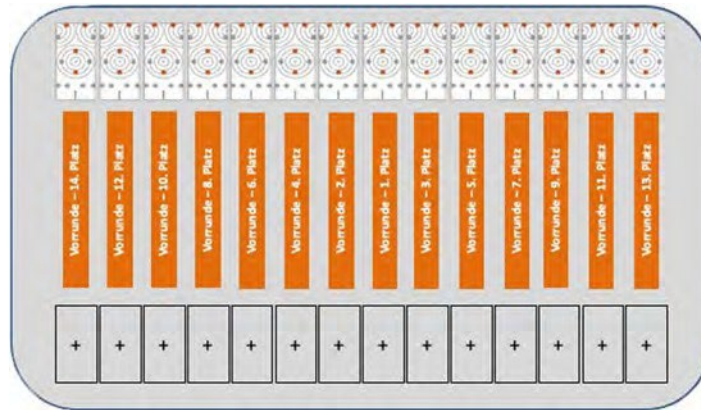 Vorrunde – 14. Platz
Vorrunde – 12. Platz
Vorrunde – 10. Platz
Vorrunde – 8. Platz
Vorrunde – 6. Platz
Vorrunde – 4. Platz
Vorrunde – 2. Platz
Vorrunde – 1. Platz
Vorrunde – 3. Platz
Vorrunde – 5. Platz
Vorrunde – 7. Platz
Vorrunde – 9. Platz
Vorrunde – 11. Platz
Vorrunde – 13. Platz
+ + + + + + + + + + + + + +